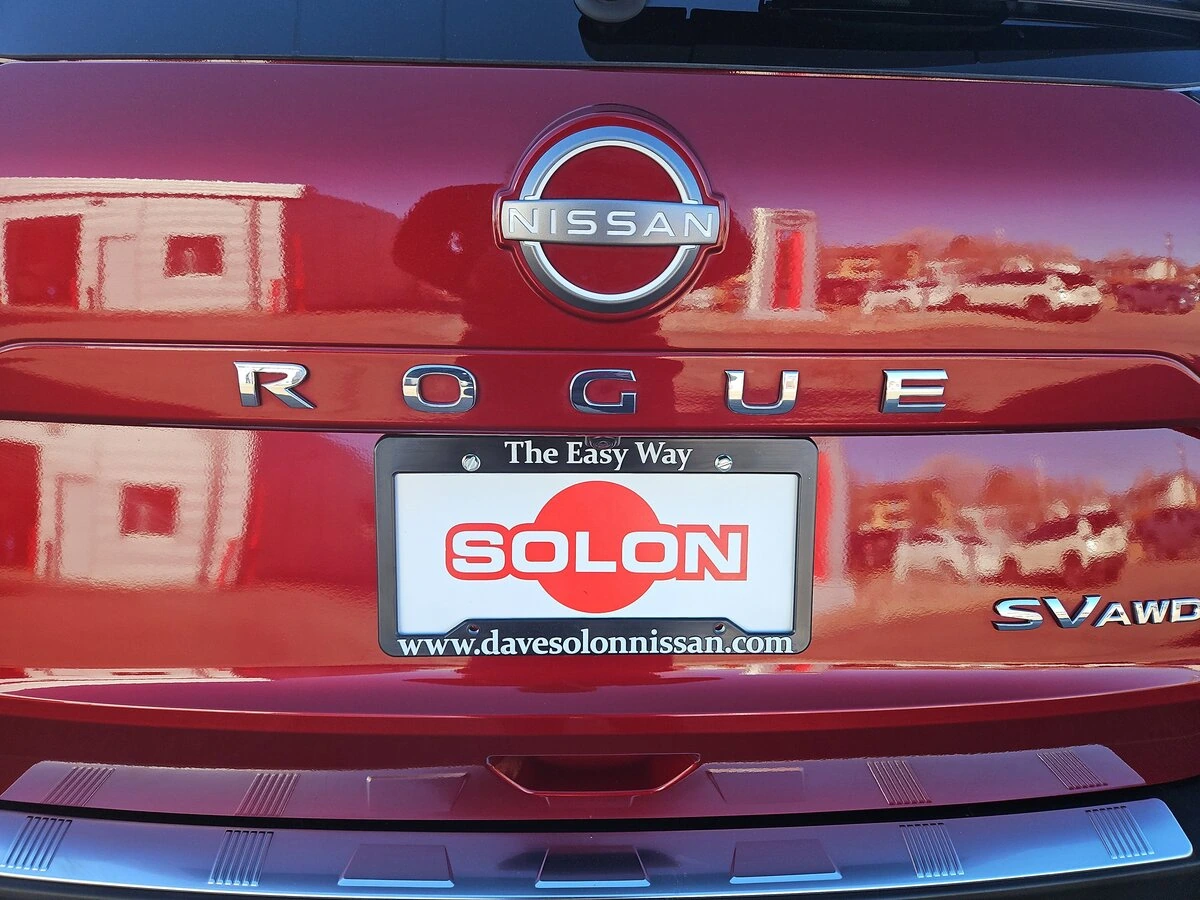 NISSAN
ROGUE
The Easy Way
SOLON
SV AWD
www.davesolonnissan.com